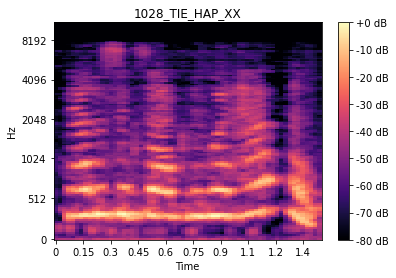 1028_TIE_HAP_XX
+0 dB
8192
-10 dB
4096
-20 dB
-30 dB
2048
Hz
-40 dB
1024
-50 dB
512
-60 dB
-70 dB
0
-80 dB
0 0.15 0.3 0.45 0.6 0.75 0.9 1.1 1.2 1.4
Time